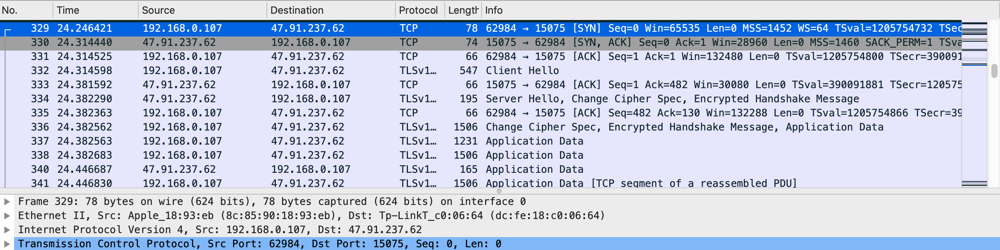 No. Time Source Destination Protocol Length Info
329 24.246421 192.168.0.107 47.91.237.62 TCP 78 62984 → 15075 [SYN] Seq=0 Win=65535 Len=0 MSS=1452 WS=64 TSval=1205754732 TSec
330 24.314440 47.91.237.62 192.168.0.107 TCP 74 15075 → 62984 [SYN, ACK] Seq=0 Ack=1 Win=28960 Len=0 MSS=1460 SACK_PERM=1 TSva
331 24.314525 192.168.0.107 47.91.237.62 TCP 66 62984 → 15075 [ACK] Seq=1 Ack=1 Win=132480 Len=0 TSval=1205754800 TSecr=390091
332 24.314598 192.168.0.107 47.91.237.62 TLSv1… 547 Client Hello
333 24.381592 47.91.237.62 192.168.0.107 TCP 66 15075 → 62984 [ACK] Seq=1 Ack=482 Win=30080 Len=0 TSval=390091881 TSecr=120575
334 24.382290 47.91.237.62 192.168.0.107 TLSv1… 195 Server Hello, Change Cipher Spec, Encrypted Handshake Message
335 24.382363 192.168.0.107 47.91.237.62 TCP 66 62984 → 15075 [ACK] Seq=482 Ack=130 Win=132288 Len=0 TSval=1205754866 TSecr=39
336 24.382562 192.168.0.107 47.91.237.62 TLSv1… 1506 Change Cipher Spec, Encrypted Handshake Message, Application Data
337 24.382563 192.168.0.107 47.91.237.62 TLSv1… 1231 Application Data
338 24.382683 192.168.0.107 47.91.237.62 TLSv1… 1506 Application Data
340 24.446687 47.91.237.62 192.168.0.107 TLSv1… 165 Application Data
341 24.446830 192.168.0.107 47.91.237.62 TLSv1… 1506 Application Data [TCP segment of a reassembled PDU]
Frame 329: 78 bytes on wire (624 bits), 78 bytes captured (624 bits) on interface 0
Ethernet II, Src: Apple_18:93:eb (8c:85:90:18:93:eb), Dst: Tp-LinkT_c0:06:64 (dc:fe:18:c0:06:64)
Internet Protocol Version 4, Src: 192.168.0.107, Dst: 47.91.237.62
Transmission Control Protocol, Src Port: 62984, Dst Port: 15075, Seq: 0, Len: 0